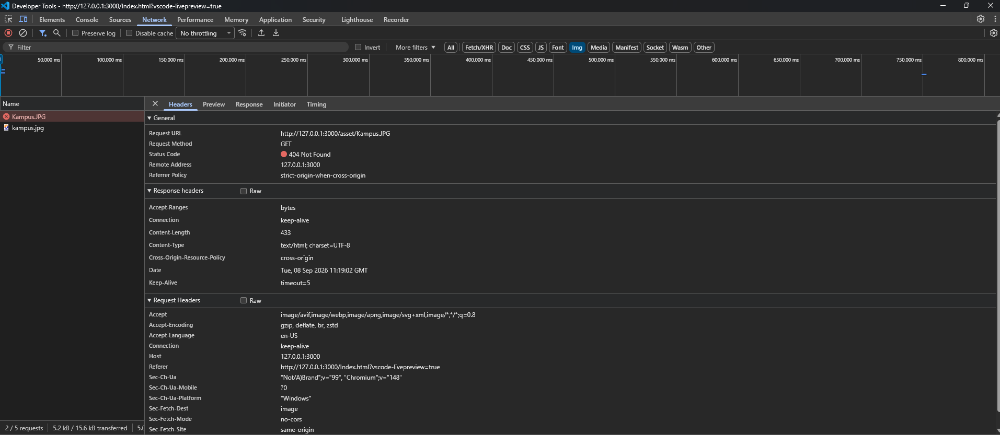 Developer Tools - http://127.0.0.1:3000/Index.html?vscode-livepreview=true
Elements Console Sources Network Performance Memory Application Security Lighthouse Recorder
Preserve log Disable cache No throttling
Filter Invert More filters All Fetch/XHR Doc CSS JS Font Img Media Manifest Socket Wasm Other
50,000 ms 100,000 ms 150,000 ms 200,000 ms 250,000 ms 300,000 ms 350,000 ms 400,000 ms 450,000 ms 500,000 ms 550,000 ms 600,000 ms 650,000 ms 700,000 ms 750,000 ms 800,000 ms
Name
Kampus.JPG
kampus.jpg
Headers Preview Response Initiator Timing
General
Request URL http://127.0.0.1:3000/asset/Kampus.JPG
Request Method GET
Status Code 404 Not Found
Remote Address 127.0.0.1:3000
Referrer Policy strict-origin-when-cross-origin
Response headers Raw
Accept-Ranges bytes
Connection keep-alive
Content-Length 433
Content-Type text/html; charset=UTF-8
Cross-Origin-Resource-Policy cross-origin
Date Tue, 08 Sep 2026 11:19:02 GMT
Keep-Alive timeout=5
Request Headers Raw
Accept image/avif,image/webp,image/apng,image/svg+xml,image/*,*/*;q=0.8
Accept-Encoding gzip, deflate, br, zstd
Accept-Language en-US
Connection keep-alive
Host 127.0.0.1:3000
Referer http://127.0.0.1:3000/Index.html?vscode-livepreview=true
Sec-Ch-Ua "Not/A)Brand";v="99", "Chromium";v="148"
Sec-Ch-Ua-Mobile ?0
Sec-Ch-Ua-Platform "Windows"
Sec-Fetch-Dest image
Sec-Fetch-Mode no-cors
Sec-Fetch-Site same-origin
2 / 5 requests 5.2 kB / 15.6 kB transferred